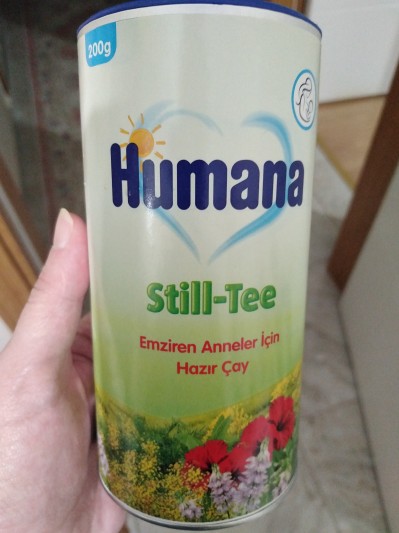 200g
Humana
Still-Tee
Emziren Anneler İçin
Hazır Çay